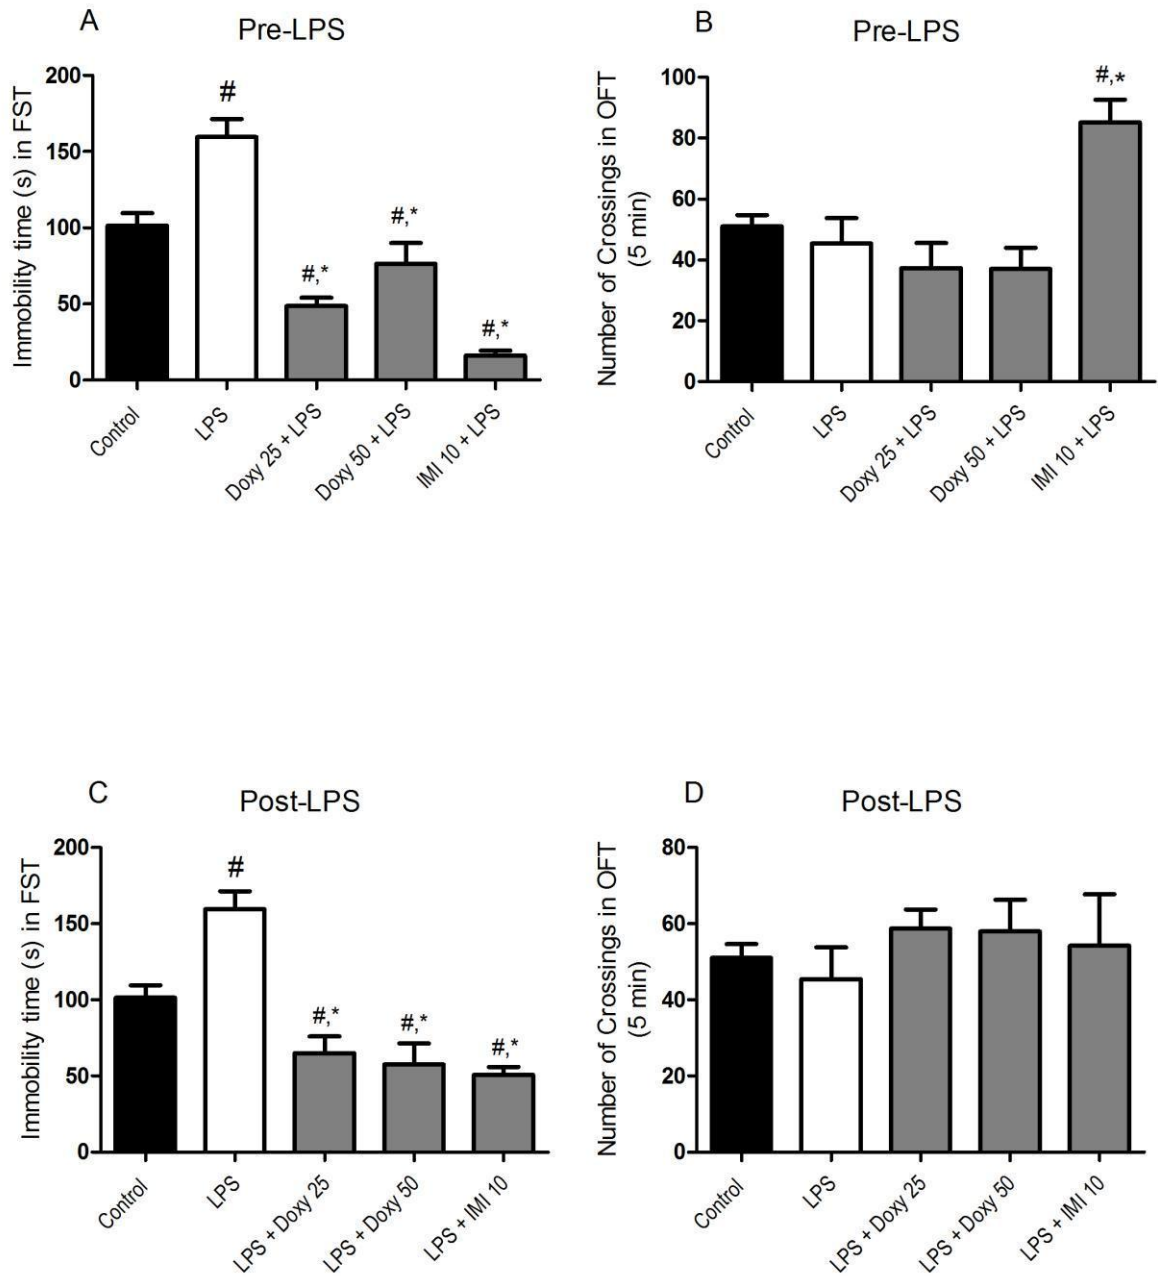 A
Pre-LPS
Immobility time (s) in FST
200
150
100
50
0
#
#,*
#,*
#,*
Control
LPS
Doxy 25 + LPS
Doxy 50 + LPS
IMI 10 + LPS
B
Pre-LPS
Number of Crossings in OFT
(5 min)
100
80
60
40
20
0
#,*
Control
LPS
Doxy 25 + LPS
Doxy 50 + LPS
IMI 10 + LPS
C
Post-LPS
Immobility time (s) in FST
200
150
100
50
0
#
#,*
#,*
#,*
Control
LPS
LPS + Doxy 25
LPS + Doxy 50
LPS + IMI 10
D
Post-LPS
Number of Crossings in OFT
(5 min)
80
60
40
20
0
Control
LPS
LPS + Doxy 25
LPS + Doxy 50
LPS + IMI 10